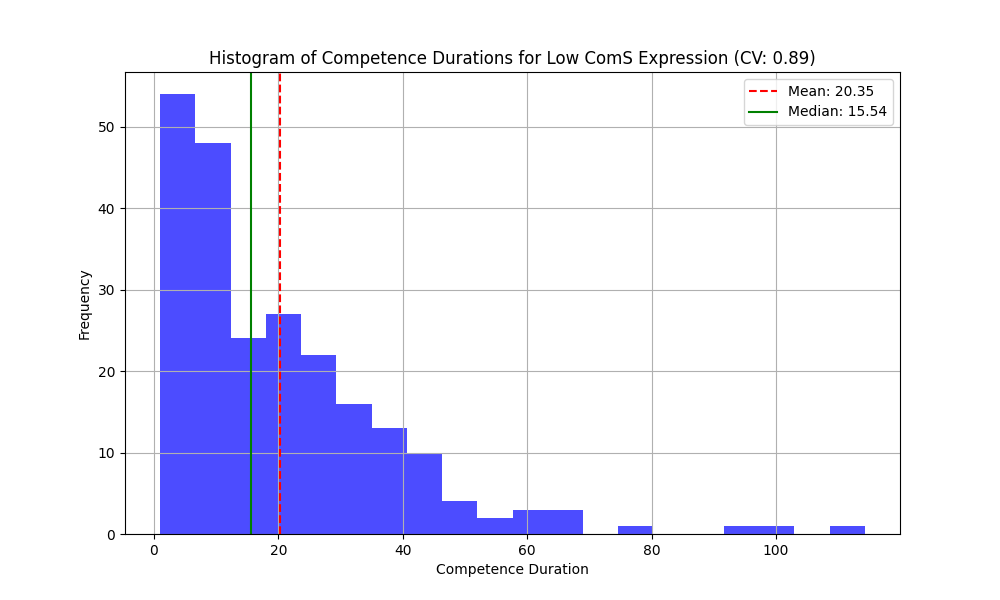 Histogram of Competence Durations for Low ComS Expression (CV: 0.89)
Mean: 20.35
Median: 15.54
Frequency
50
40
30
20
10
0
0 20 40 60 80 100
Competence Duration